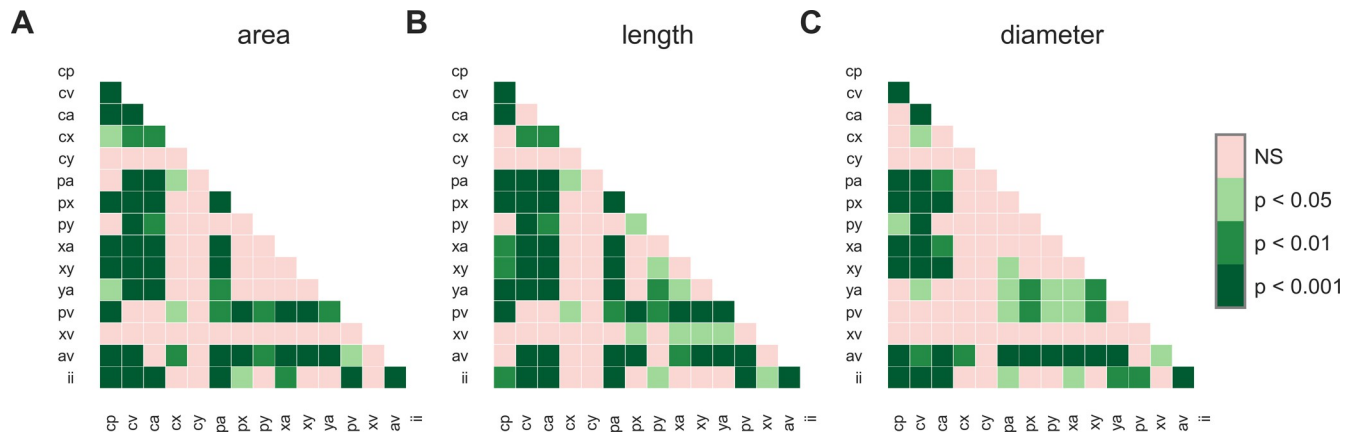 A
area
B
length
C
diameter
cp
cv
ca
cx
cy
pa
px
py
xa
xy
ya
pv
xv
av
ii
cp cv ca cx cy pa px py xa xy ya pv xv av ii
cp
cv
ca
cx
cy
pa
px
py
xa
xy
ya
pv
xv
av
ii
cp cv ca cx cy pa px py xa xy ya pv xv av ii
cp
cv
ca
cx
cy
pa
px
py
xa
xy
ya
pv
xv
av
ii
cp cv ca cx cy pa px py xa xy ya pv xv av ii
NS
p < 0.05
p < 0.01
p < 0.001